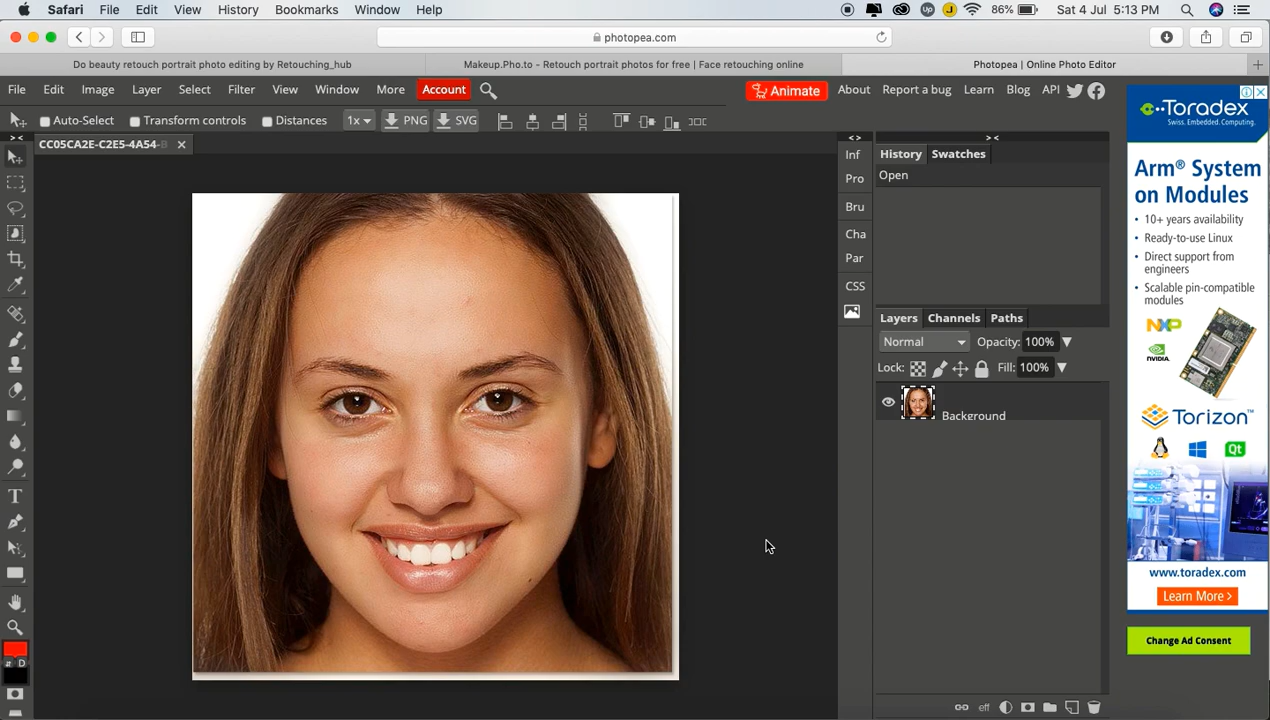 Safari File Edit View History Bookmarks Window Help 86% Sat 4 Jul 5:13 PM
photopea.com
Do beauty retouch portrait photo editing by Retouching_hub Makeup.Pho.to - Retouch portrait photos for free | Face retouching online Photopea | Online Photo Editor
File Edit Image Layer Select Filter View Window More Account Animate About Report a bug Learn Blog API
Auto-Select Transform controls Distances 1x PNG SVG
CC05CA2E-C2E5-4A54-B
Inf
Pro
Bru
Cha
Par
CSS
History Swatches
Open
Layers Channels Paths
Normal Opacity: 100%
Lock: Fill: 100%
Background
T
D
Toradex
Swiss. Embedded. Computing.
Arm® System
on Modules
• 10+ years availability
• Ready-to-use Linux
• Direct support from
engineers
• Scalable pin-compatible
modules
NXP
NVIDIA.
Torizon™
Qt
www.toradex.com
Learn More >
Change Ad Consent